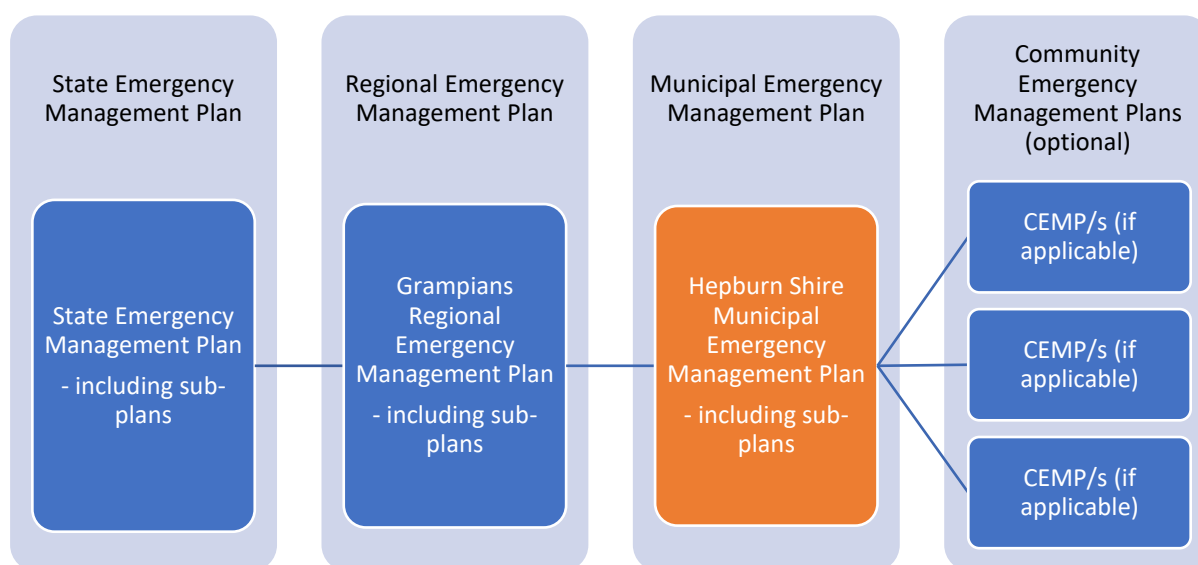 State Emergency
Management Plan
State Emergency
Management Plan
- including sub-
plans
Regional Emergency
Management Plan
Grampians
Regional
Emergency
Management Plan
- including sub-
plans
Municipal Emergency
Management Plan
Hepburn Shire
Municipal
Emergency
Management Plan
- including sub-
plans
Community
Emergency
Management Plans
(optional)
CEMP/s (if
applicable)
CEMP/s (if
applicable)
CEMP/s (if
applicable)